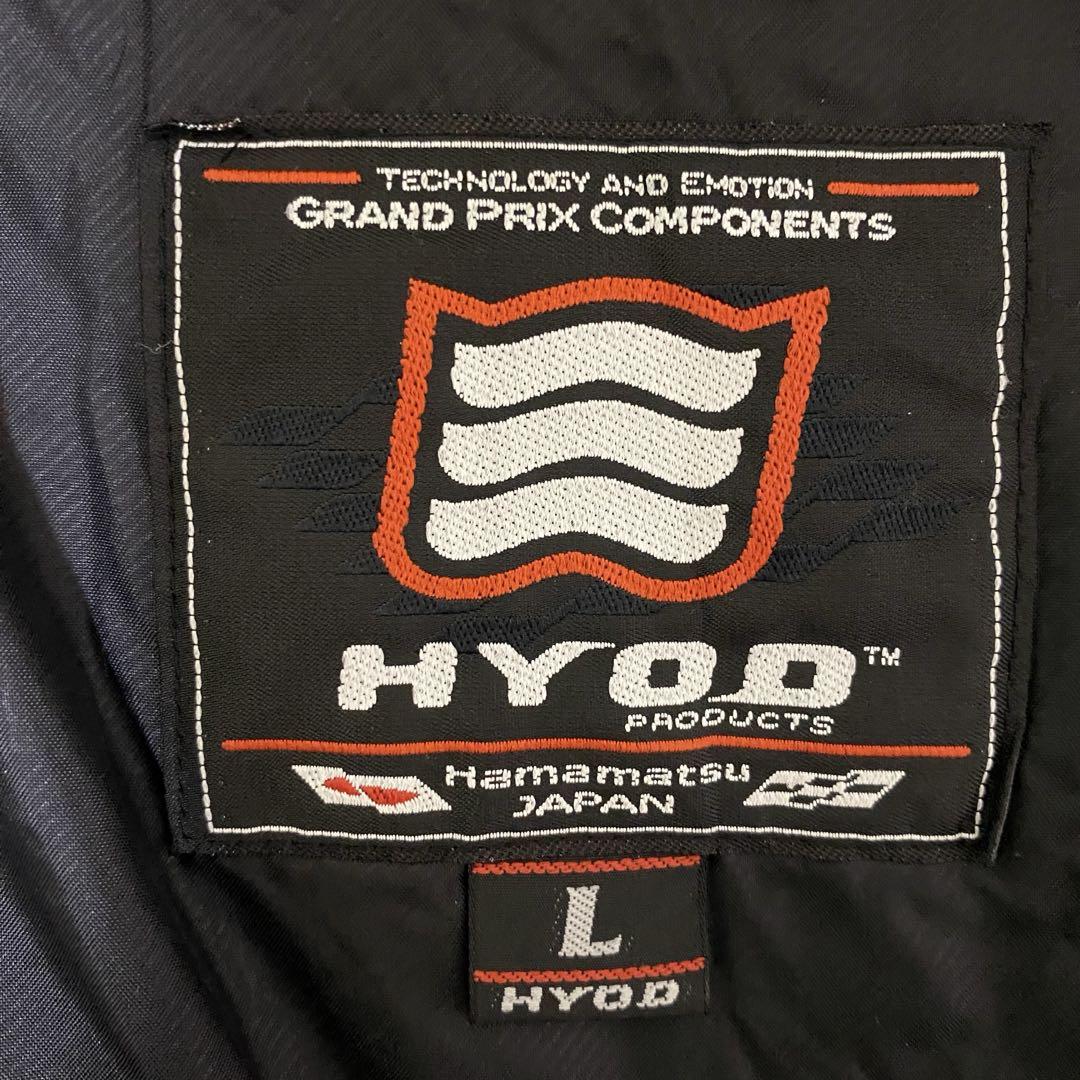 TECHNOLOGY AND EMOTION
GRAND PRIX COMPONENTS
HYOD™
PRODUCTS
Hamamatsu
JAPAN
L
HYOD